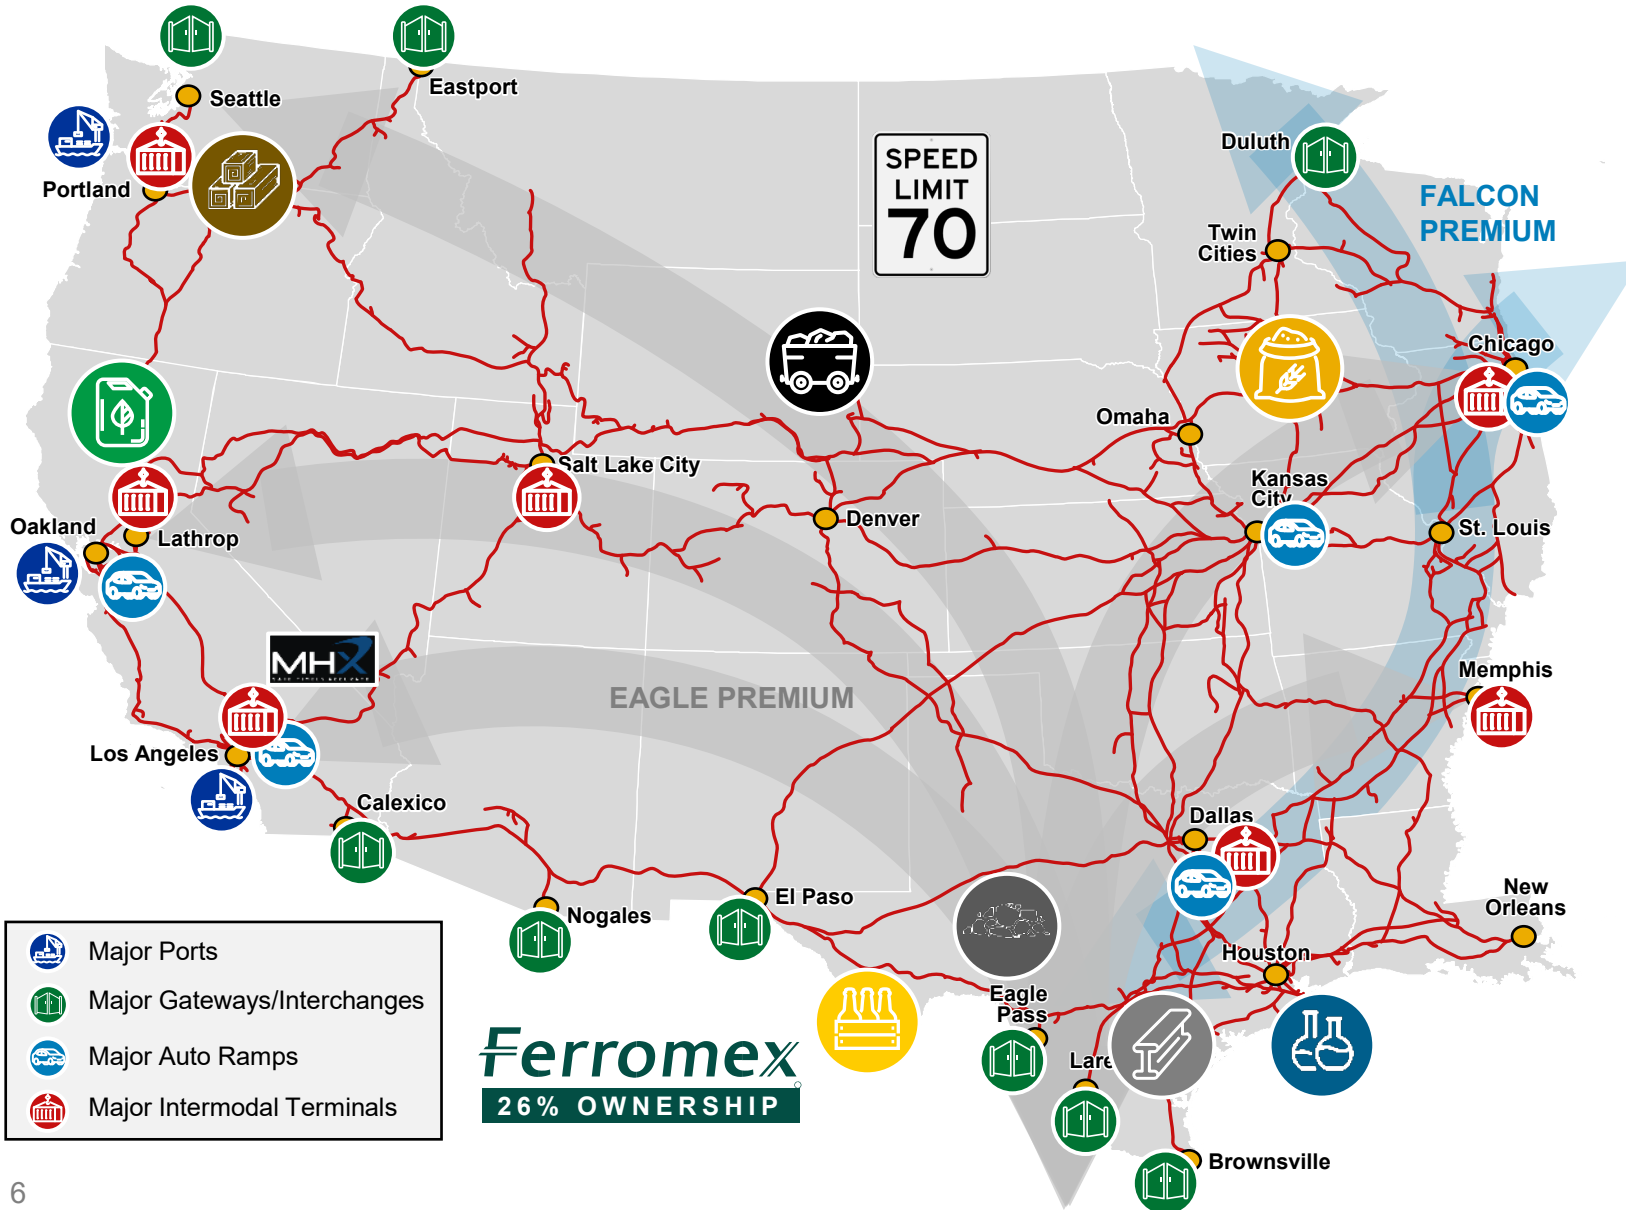 Seattle
Eastport
Portland
SPEED
LIMIT
70
Duluth
FALCON
PREMIUM
Twin
Cities
Chicago
Omaha
Salt Lake City
Kansas
City
Oakland
Lathrop
Denver
St. Louis
MHX
EAGLE PREMIUM
Memphis
Los Angeles
Calexico
Dallas
El Paso
Nogales
New
Orleans
Houston
Eagle
Pass
Lare
Brownsville
Major Ports
Major Gateways/Interchanges
Major Auto Ramps
Major Intermodal Terminals
Ferromex
26% OWNERSHIP
6